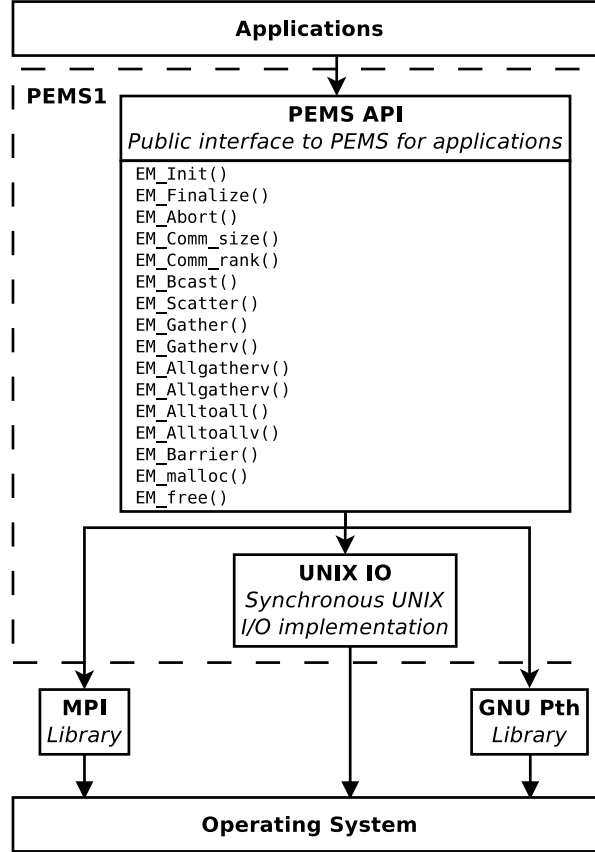 Applications
PEMS1
PEMS API
Public interface to PEMS for applications
EM_Init()
EM_Finalize()
EM_Abort()
EM_Comm_size()
EM_Comm_rank()
EM_Bcast()
EM_Scatter()
EM_Gather()
EM_Gatherv()
EM_Allgatherv()
EM_Allgatherv()
EM_Alltoall()
EM_Alltoallv()
EM_Barrier()
EM_malloc()
EM_free()
UNIX IO
Synchronous UNIX
I/O implementation
MPI
Library
GNU Pth
Library
Operating System